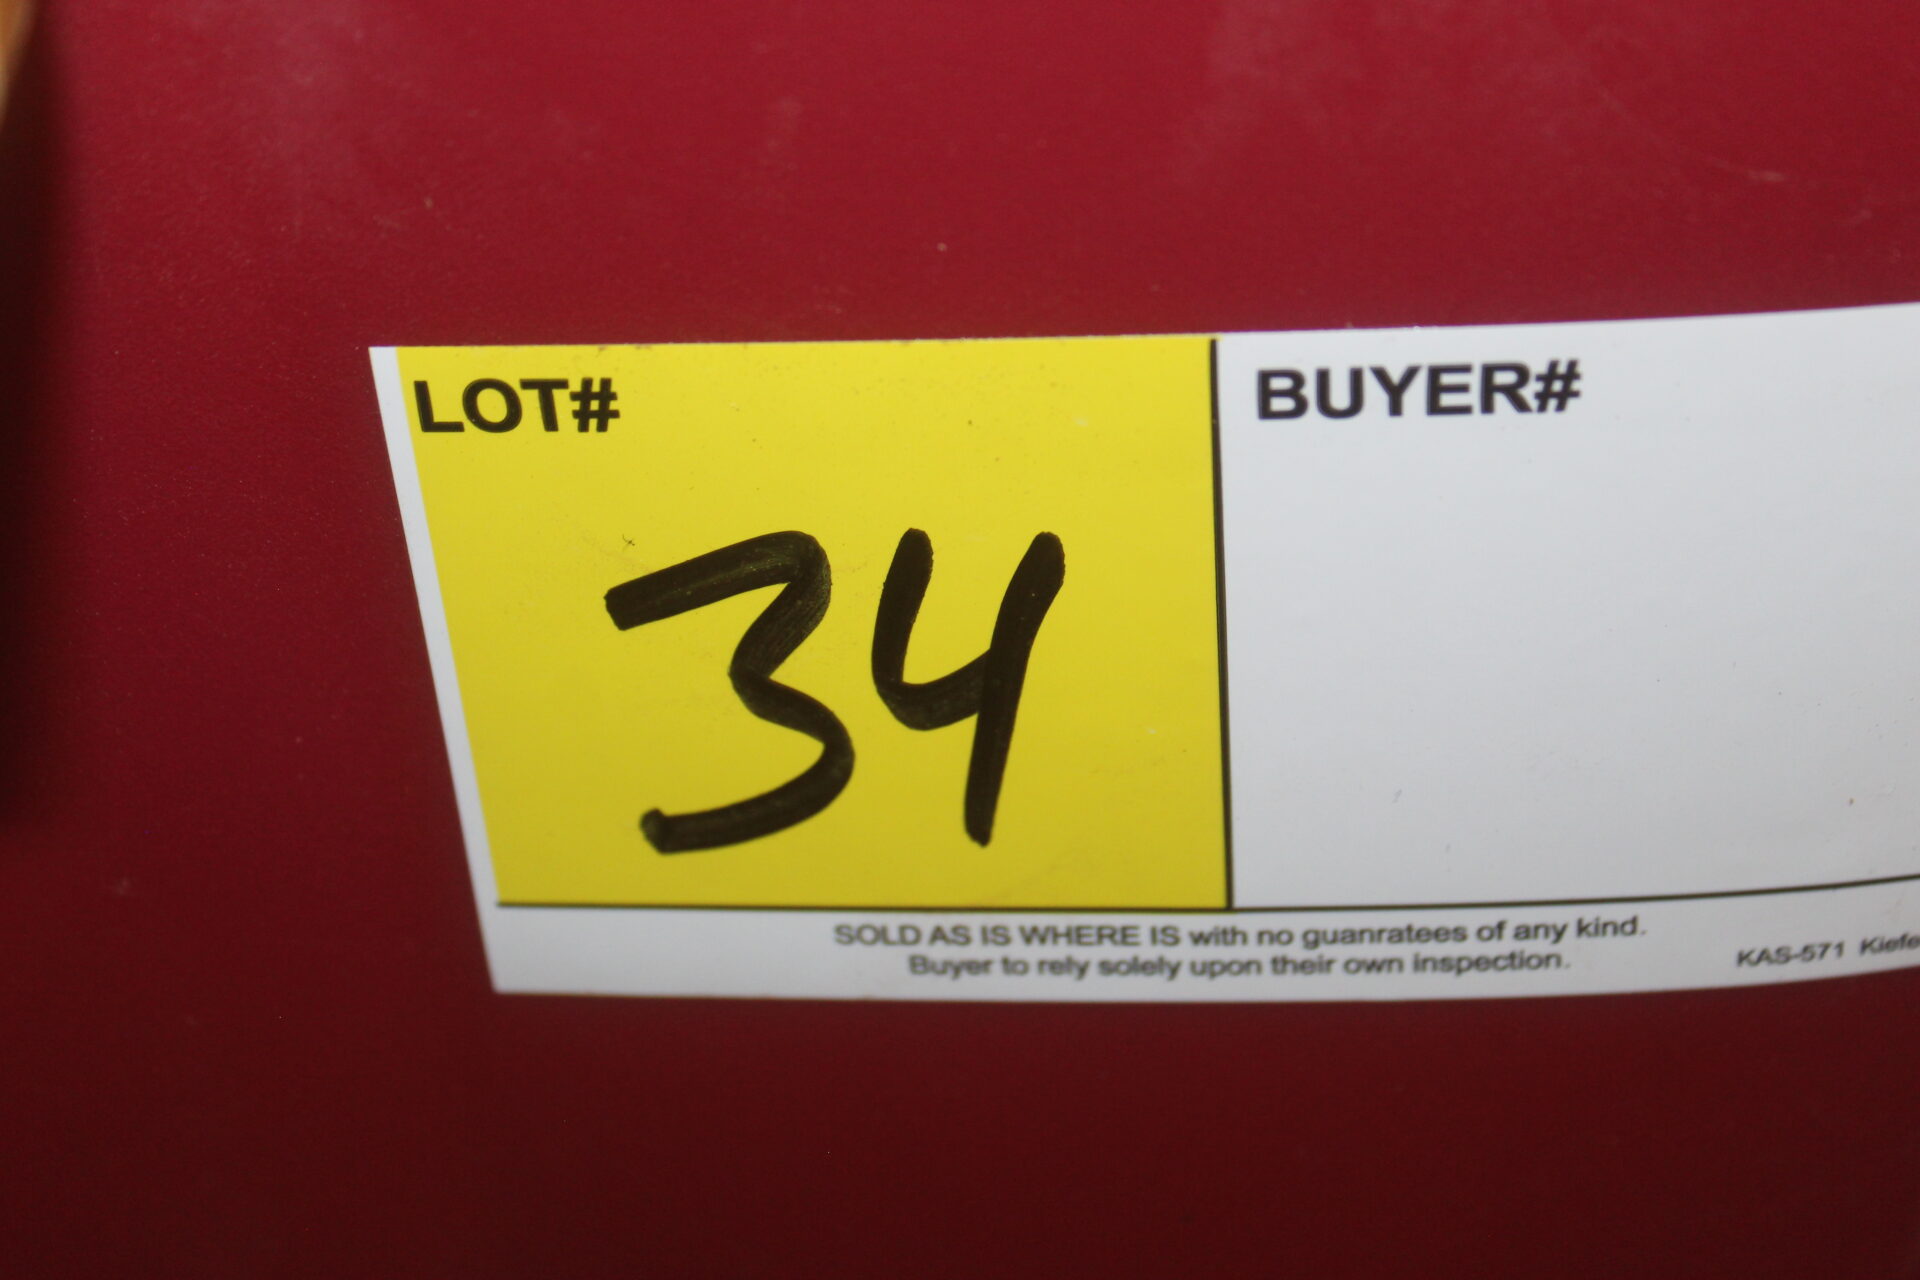 LOT# BUYER#
34
SOLD AS IS WHERE IS with no guanratees of any kind.
Buyer to rely solely upon their own inspection.
KAS-571